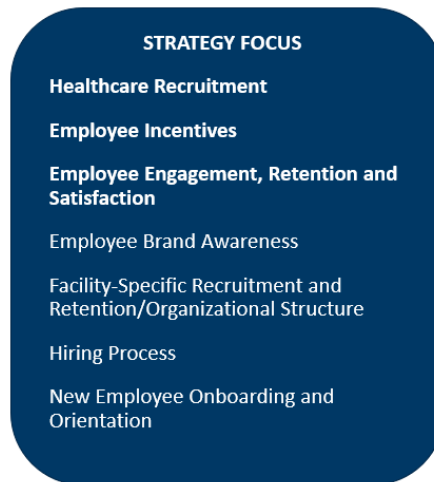 STRATEGY FOCUS
Healthcare Recruitment
Employee Incentives
Employee Engagement, Retention and
Satisfaction
Employee Brand Awareness
Facility-Specific Recruitment and
Retention/Organizational Structure
Hiring Process
New Employee Onboarding and
Orientation